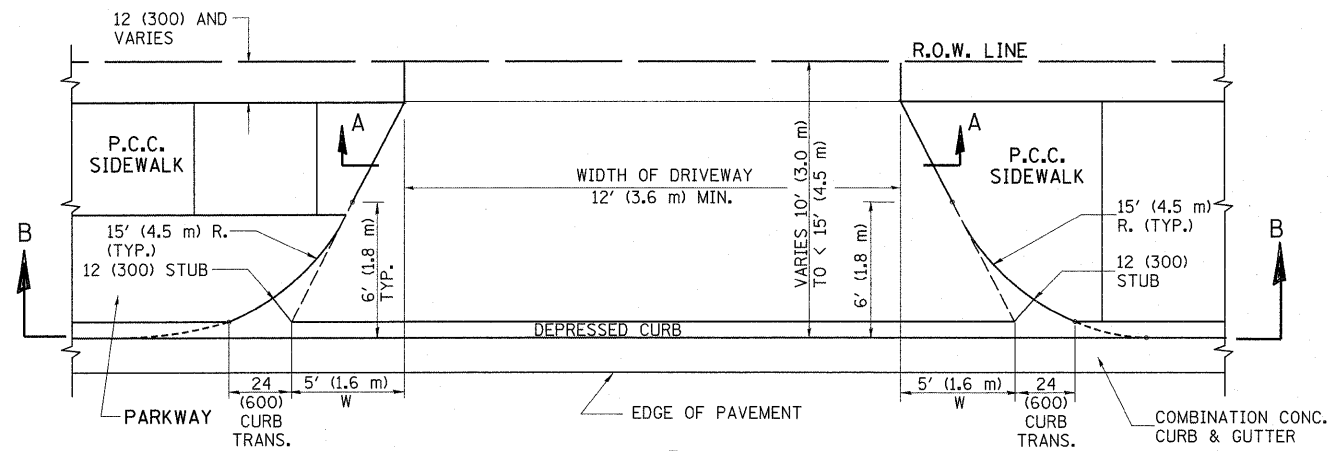 12 (300) AND
VARIES
R.O.W. LINE
A
A
P.C.C.
SIDEWALK
P.C.C.
SIDEWALK
WIDTH OF DRIVEWAY
12' (3.6 m) MIN.
VARIES 10' (3.0 m)
TO < 15' (4.5 m)
B
B
15' (4.5 m) R.
(TYP.)
12 (300) STUB
6' (1.8 m)
TYP.
6' (1.8 m)
15' (4.5 m)
R. (TYP.)
12 (300)
STUB
DEPRESSED CURB
24
(600)
CURB
TRANS.
5' (1.6 m)
W
5' (1.6 m)
W
24
(600)
CURB
TRANS.
PARKWAY
EDGE OF PAVEMENT
COMBINATION CONC.
CURB & GUTTER